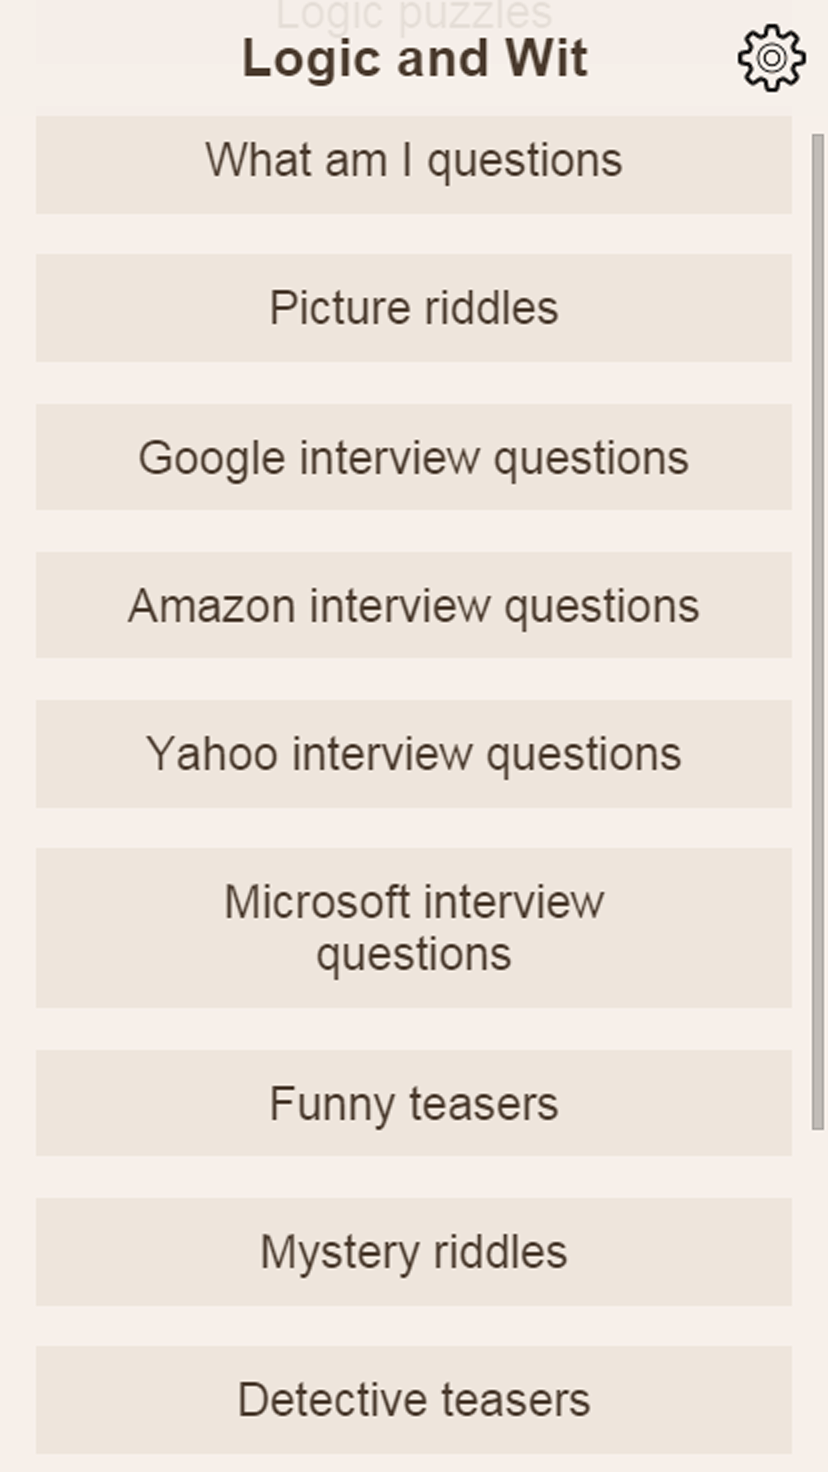 Logic puzzles
Logic and Wit
What am I questions
Picture riddles
Google interview questions
Amazon interview questions
Yahoo interview questions
Microsoft interview
questions
Funny teasers
Mystery riddles
Detective teasers